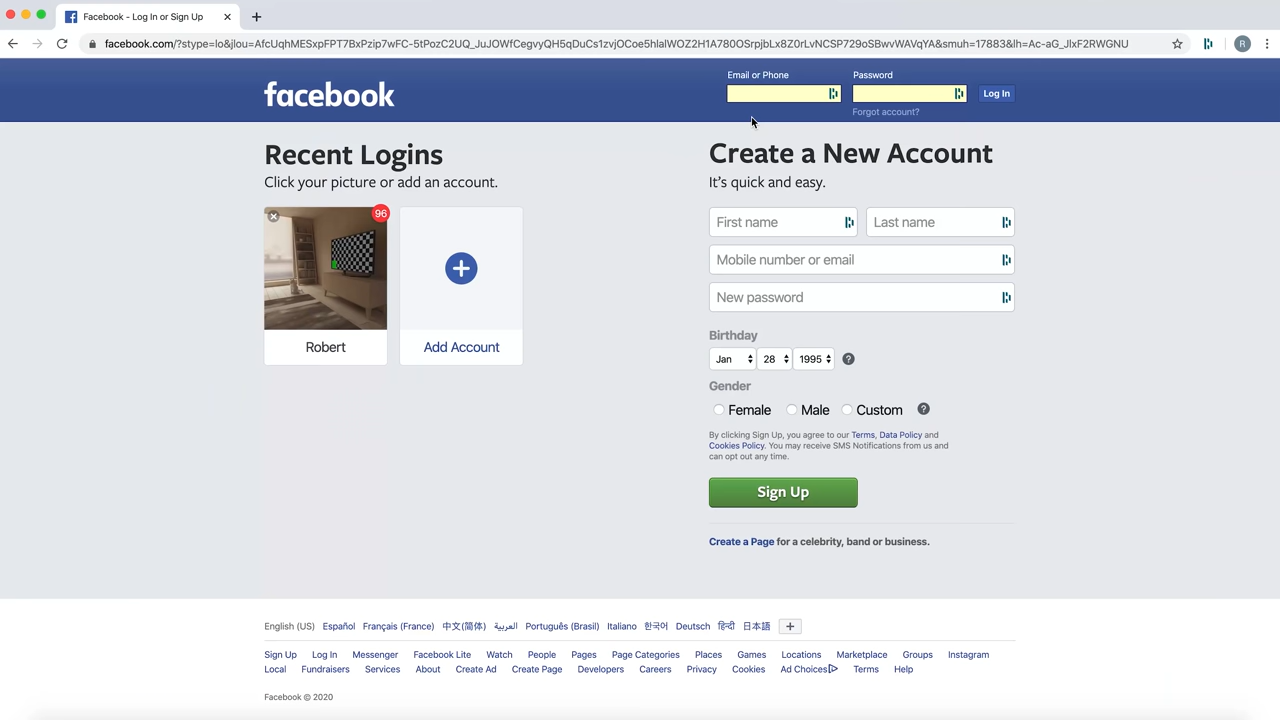 Facebook - Log In or Sign Up
facebook.com/?stype=lo&jlou=AfcUqhMESxpFPT7BxPzip7wFC-5tPozC2UQ_JuJOWfCegvyQH5qDuCs1zvjOCoe5hlalWOZ2H1A780OSrpjbLx8Z0rLvNCSP729oSBwvWAVqYA&smuh=17883&lh=Ac-aG_JlxF2RWGNU
R
facebook
Email or Phone
Password
Log In
Forgot account?
Recent Logins
Click your picture or add an account.
96
Robert
Add Account
Create a New Account
It's quick and easy.
First name
Last name
Mobile number or email
New password
Birthday
Jan 28 1995 ?
Gender
Female Male Custom ?
By clicking Sign Up, you agree to our Terms, Data Policy and
Cookies Policy. You may receive SMS Notifications from us and
can opt out any time.
Sign Up
Create a Page for a celebrity, band or business.
English (US) Español Français (France) 中文(简体) العربية Português (Brasil) Italiano 한국어 Deutsch हिन्दी 日本語
Sign Up Log In Messenger Facebook Lite Watch People Pages Page Categories Places Games Locations Marketplace Groups Instagram
Local Fundraisers Services About Create Ad Create Page Developers Careers Privacy Cookies Ad Choices Terms Help
Facebook © 2020